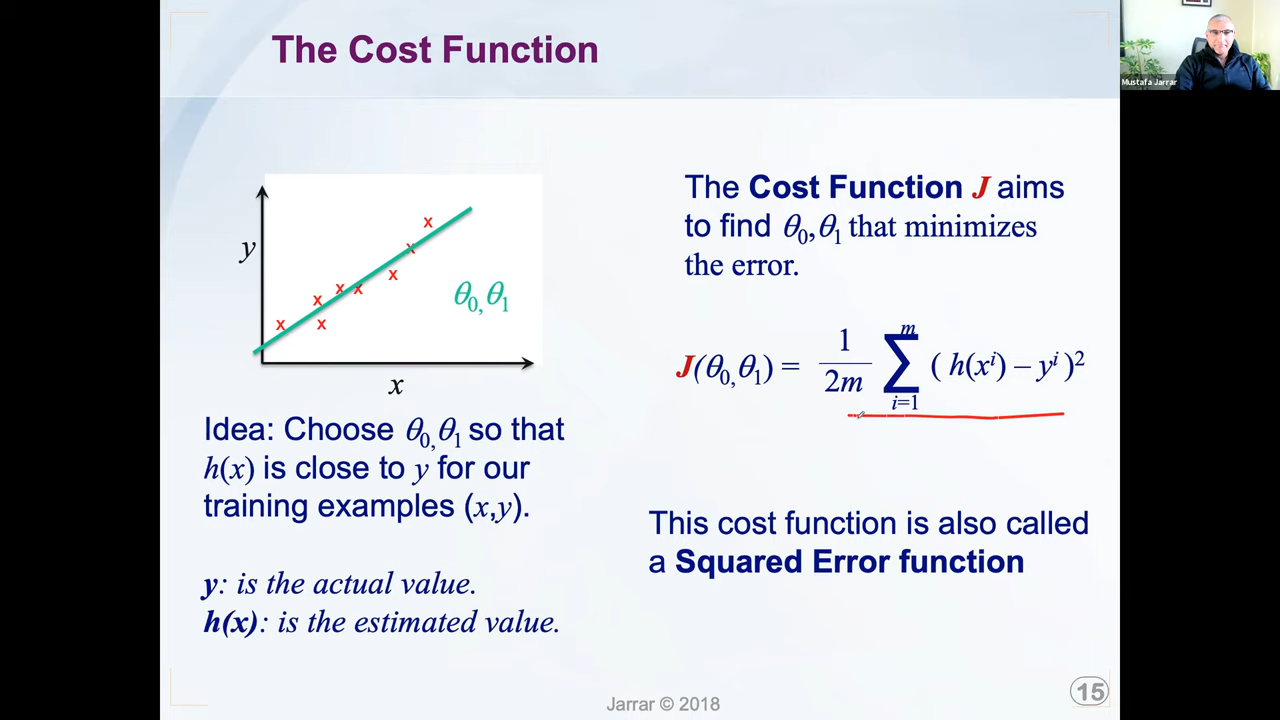 The Cost Function
Mustafa Jarrar
y
x x x x x x x x x
θ0, θ1
x
Idea: Choose θ0, θ1 so that
h(x) is close to y for our
training examples (x,y).
y: is the actual value.
h(x): is the estimated value.
The Cost Function J aims
to find θ0, θ1 that minimizes
the error.
J(θ0, θ1) = 1/2m ∑ i=1 m ( h(xⁱ) – yⁱ )²
This cost function is also called
a Squared Error function
Jarrar © 2018
15